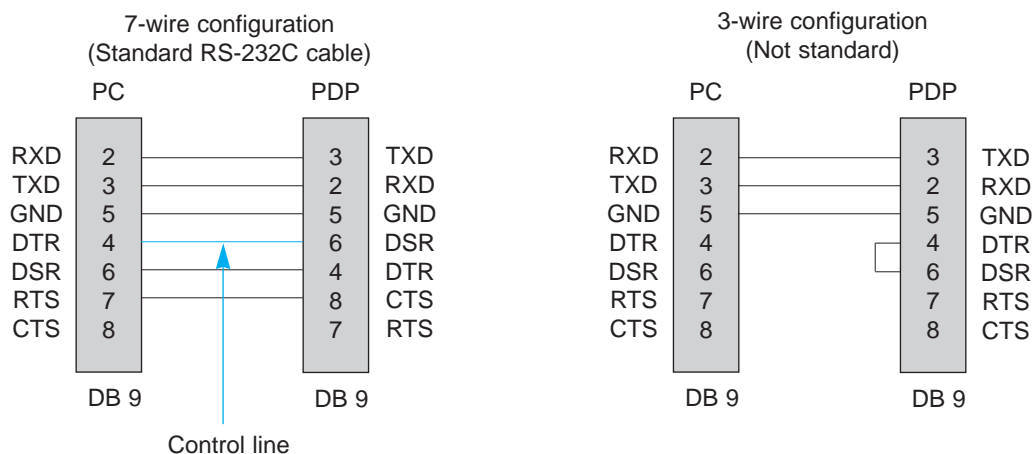 7-wire configuration
(Standard RS-232C cable)
PC PDP
RXD 2 3 TXD
TXD 3 2 RXD
GND 5 5 GND
DTR 4 6 DSR
DSR 6 4 DTR
RTS 7 8 CTS
CTS 8 7 RTS
DB 9 DB 9
Control line
3-wire configuration
(Not standard)
PC PDP
RXD 2 3 TXD
TXD 3 2 RXD
GND 5 5 GND
DTR 4 4 DTR
DSR 6 6 DSR
RTS 7 7 RTS
CTS 8 8 CTS
DB 9 DB 9